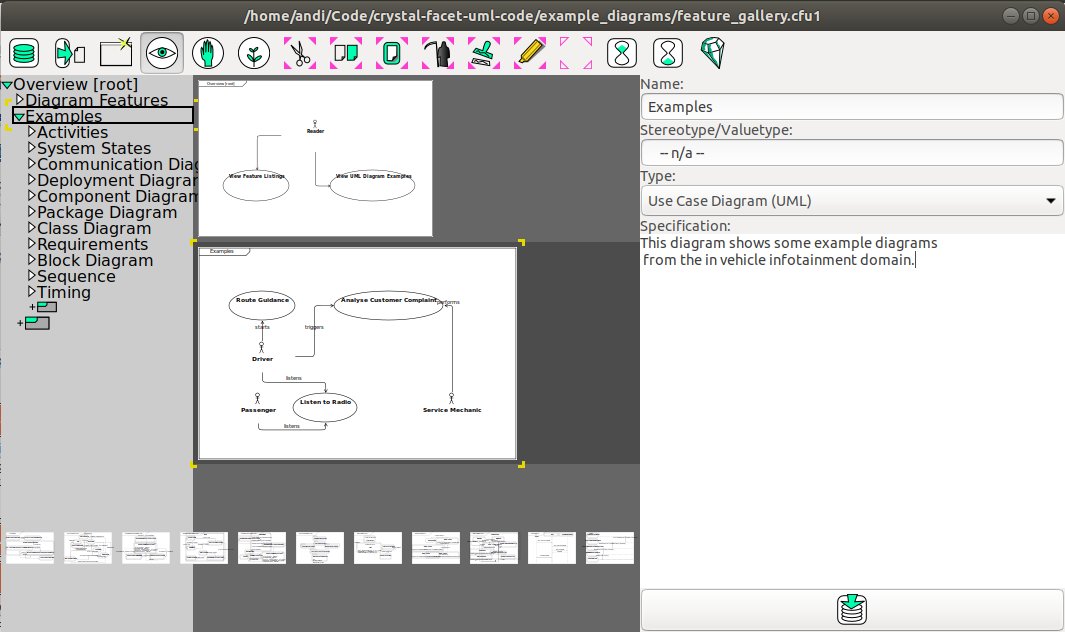 /home/andi/Code/crystal-facet-uml-code/example_diagrams/feature_gallery.cfu1
Overview [root]
Diagram Features
Examples
Activities
System States
Communication Diag
Deployment Diagran
Component Diagram
Package Diagram
Class Diagram
Requirements
Block Diagram
Sequence
Timing
Overview [root]
Reader
View Feature Listings
View UML Diagram Examples
Examples
Route Guidance
Analyse Customer Complaint
performs
starts
triggers
Driver
listens
Passenger
Listen to Radio
Service Mechanic
listens
Name:
Examples
Stereotype/Valuetype:
-- n/a --
Type:
Use Case Diagram (UML)
Specification:
This diagram shows some example diagrams
from the in vehicle infotainment domain.